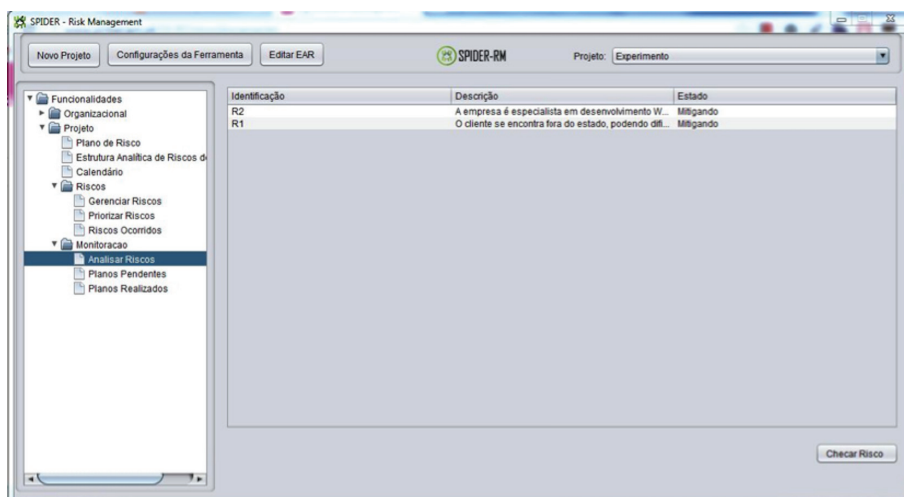 SPIDER - Risk Management
Novo Projeto Configurações da Ferramenta Editar EAR SPIDER-RM Projeto: Experimento
Funcionalidades
Organizacional
Projeto
Plano de Risco
Estrutura Analítica de Riscos d
Calendário
Riscos
Gerenciar Riscos
Priorizar Riscos
Riscos Ocorridos
Monitoracao
Analisar Riscos
Planos Pendentes
Planos Realizados
Identificação Descrição Estado
R2 A empresa é especialista em desenvolvimento W... Mitigando
R1 O cliente se encontra fora do estado, podendo difi... Mitigando
Checar Risco